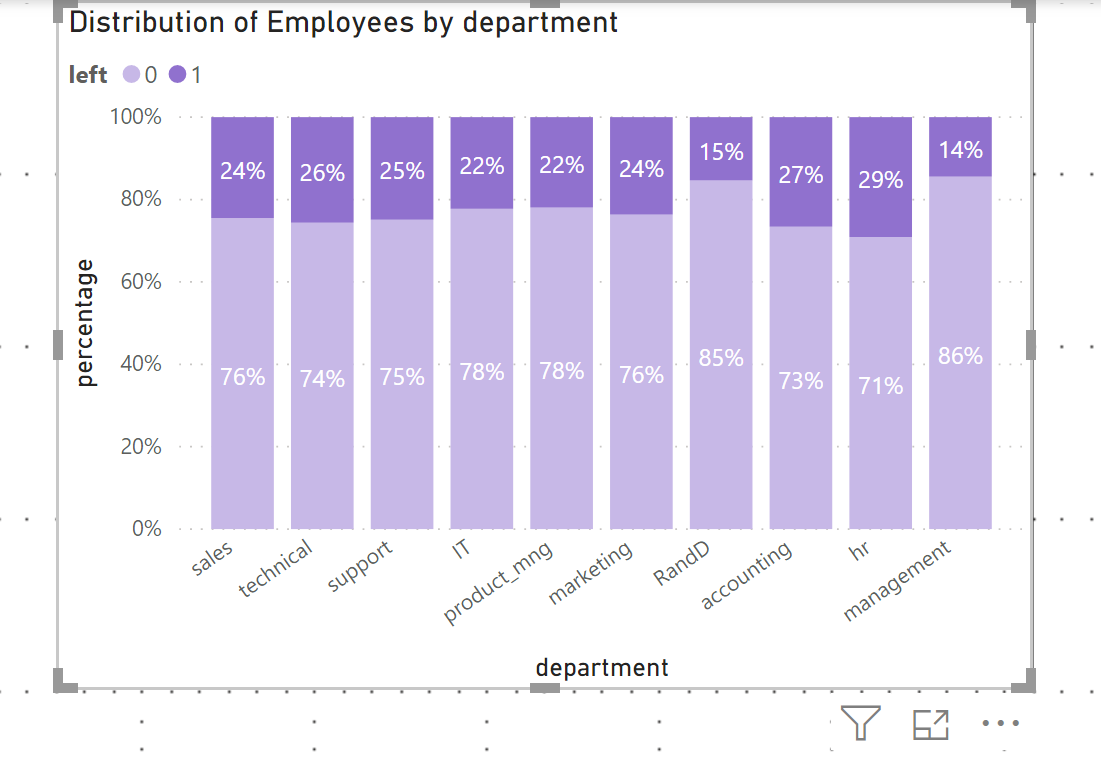 Distribution of Employees by department
left 0 1
100%
80%
60%
40%
20%
0%
percentage
24% 26% 25% 22% 22% 24% 15% 27% 29% 14%
76% 74% 75% 78% 78% 76% 85% 73% 71% 86%
sales technical support IT product_mng marketing RandD accounting hr management
department